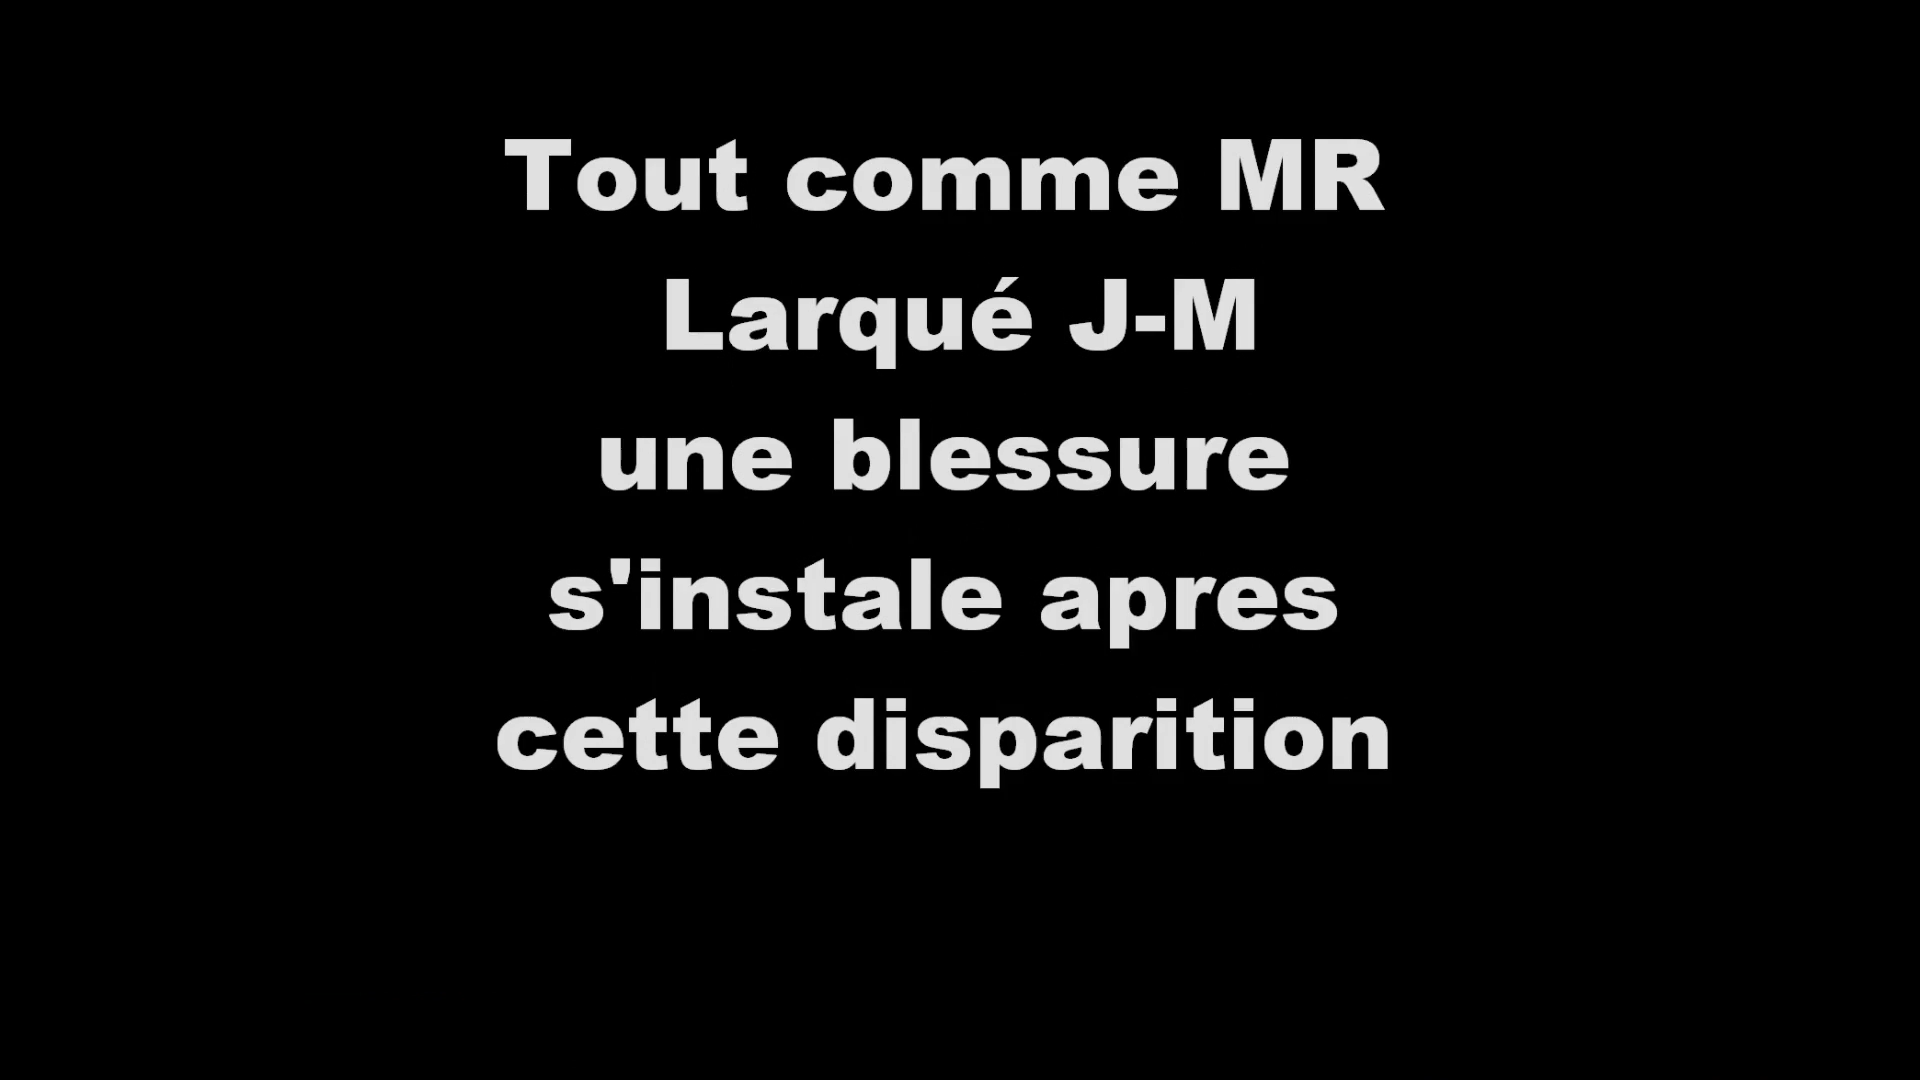 Tout comme MR
Larqué J-M
une blessure
s'instale apres
cette disparition